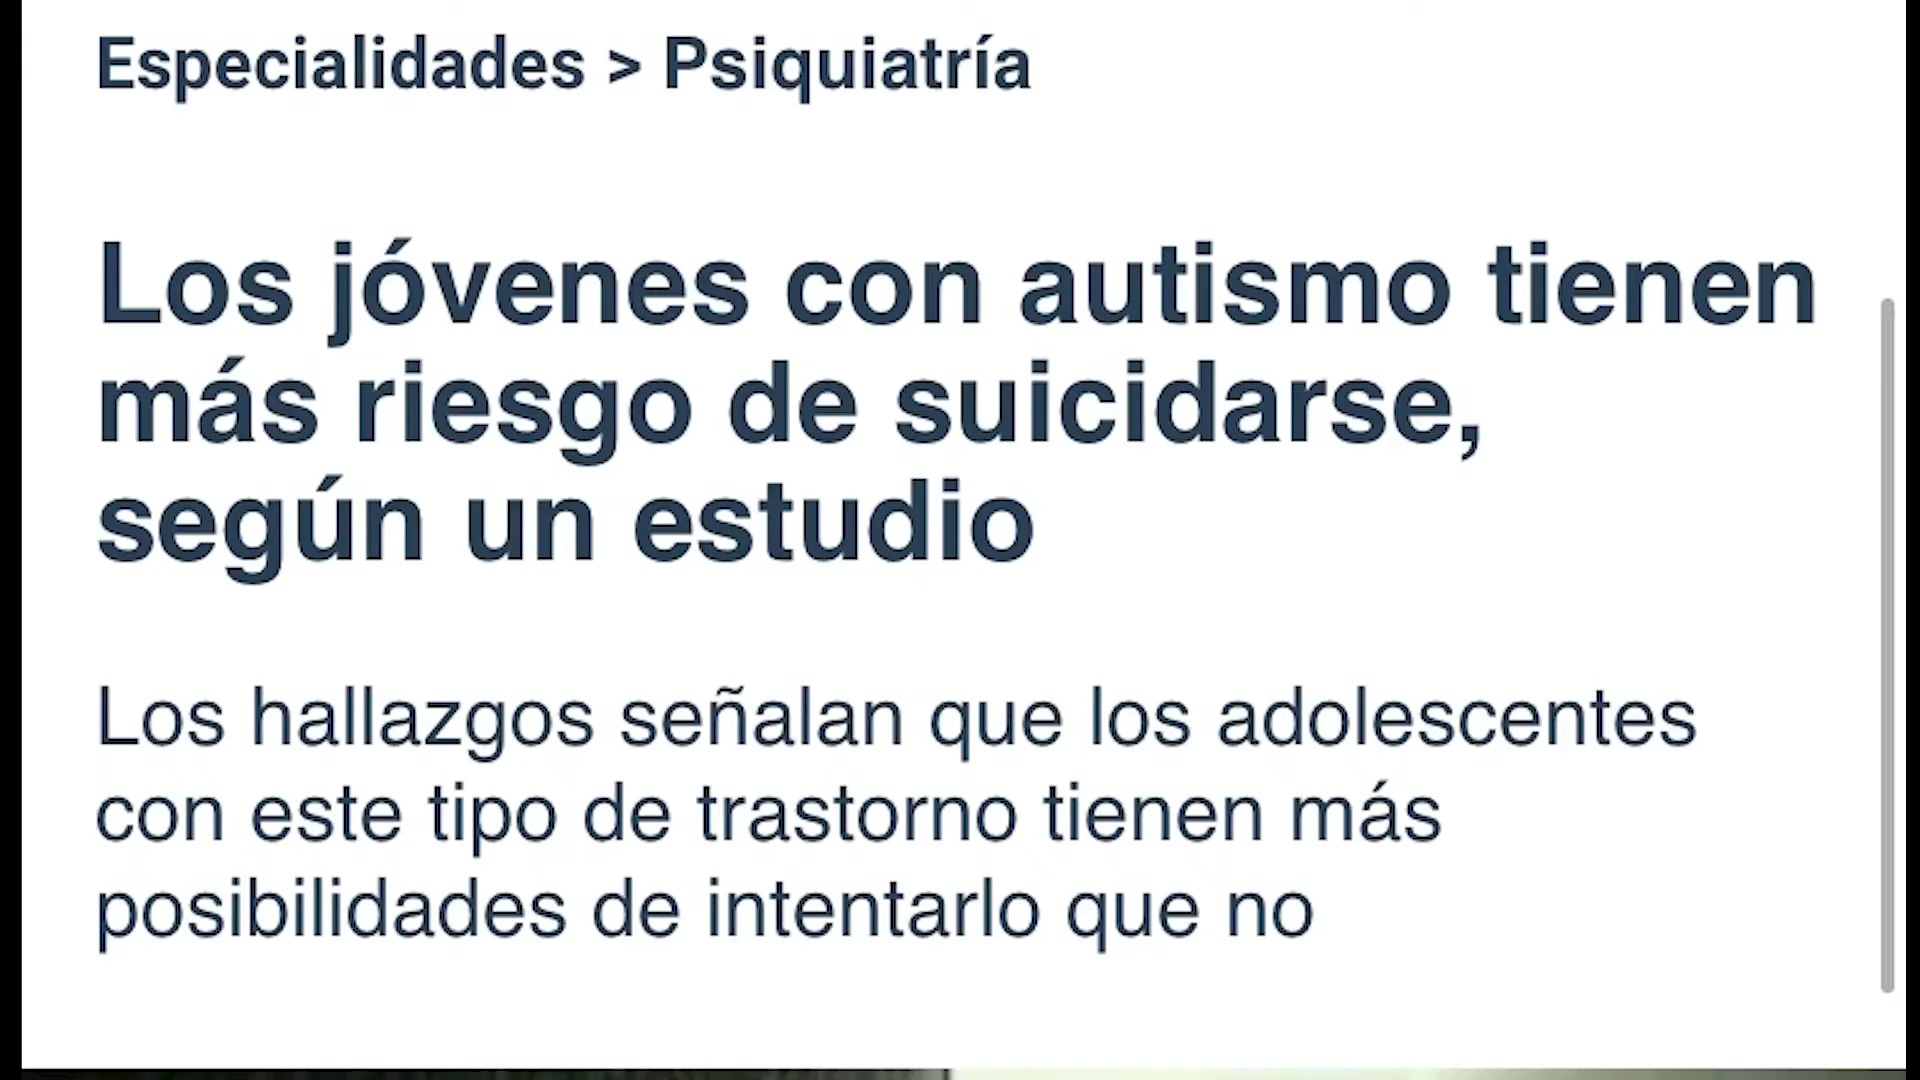 Especialidades > Psiquiatría
Los jóvenes con autismo tienen
más riesgo de suicidarse,
según un estudio
Los hallazgos señalan que los adolescentes
con este tipo de trastorno tienen más
posibilidades de intentarlo que no